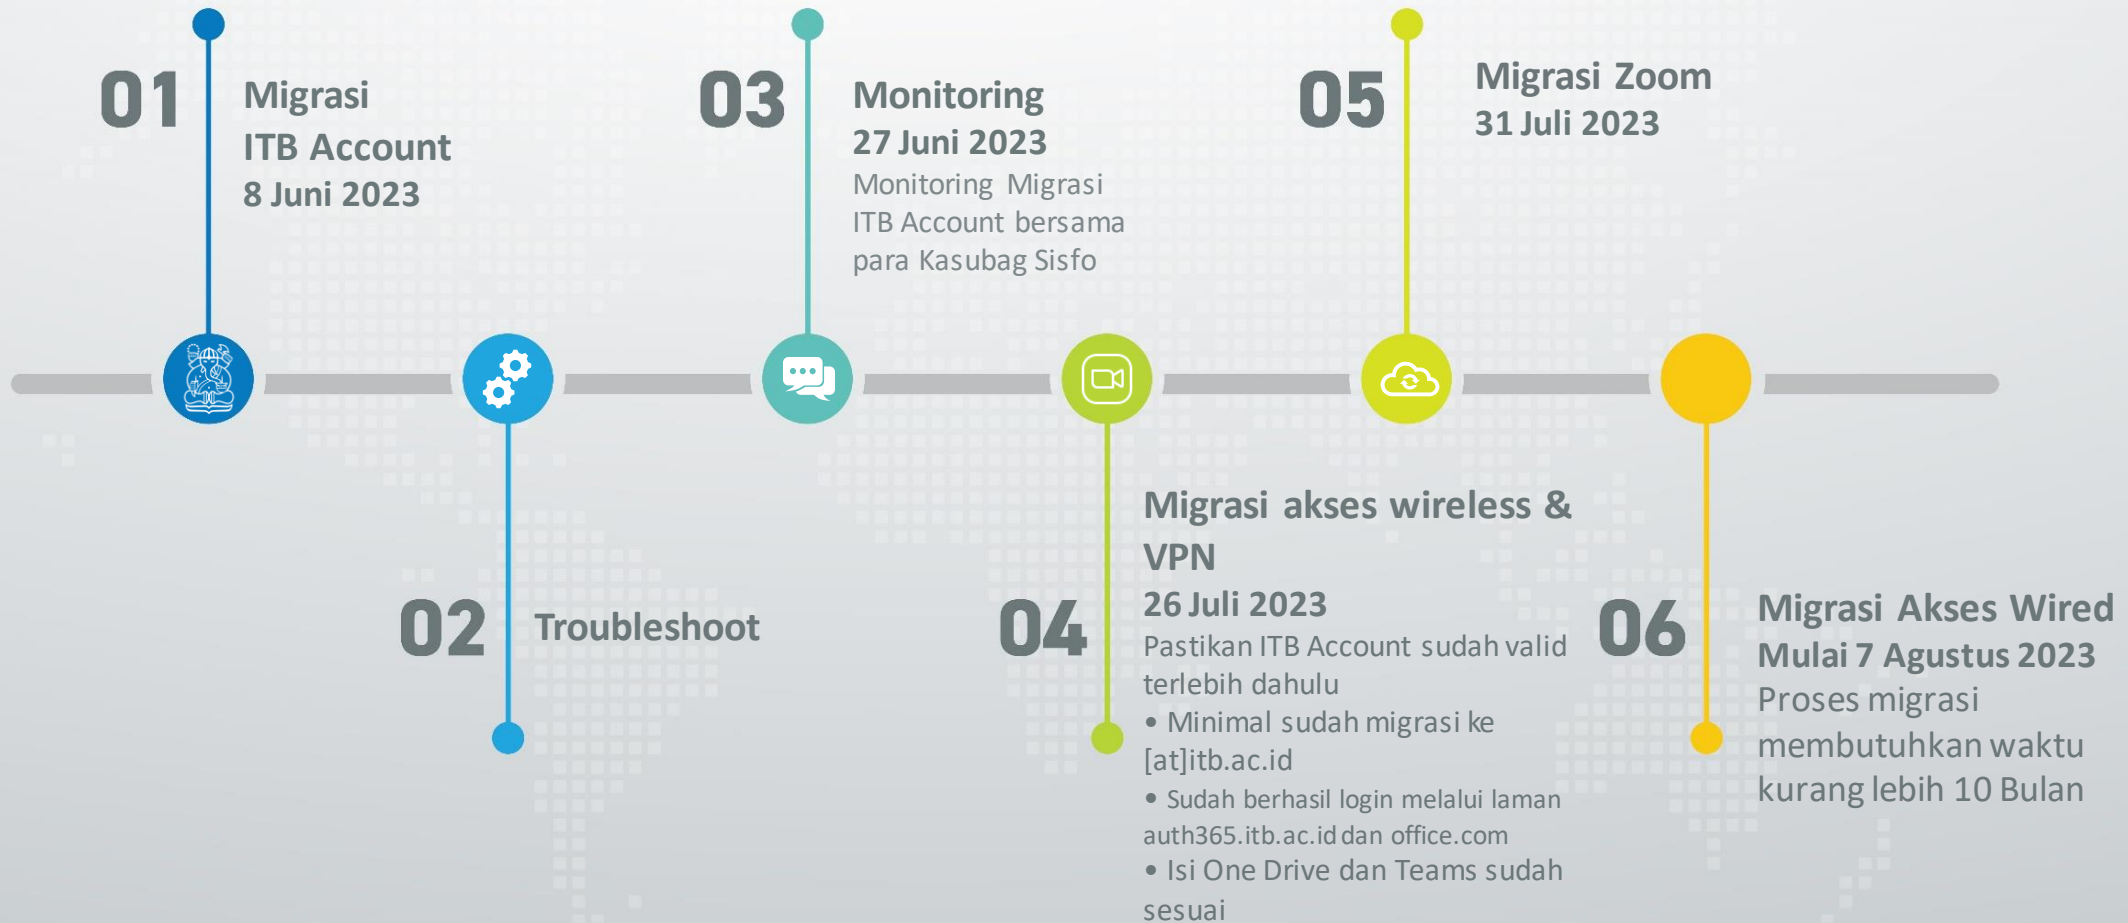 01
Migrasi
ITB Account
8 Juni 2023
02
Troubleshoot
03
Monitoring
27 Juni 2023
Monitoring Migrasi
ITB Account bersama
para Kasubag Sisfo
04
Migrasi akses wireless &
VPN
26 Juli 2023
Pastikan ITB Account sudah valid
terlebih dahulu
• Minimal sudah migrasi ke
[at]itb.ac.id
• Sudah berhasil login melalui laman
auth365.itb.ac.id dan office.com
• Isi One Drive dan Teams sudah
sesuai
05
Migrasi Zoom
31 Juli 2023
06
Migrasi Akses Wired
Mulai 7 Agustus 2023
Proses migrasi
membutuhkan waktu
kurang lebih 10 Bulan